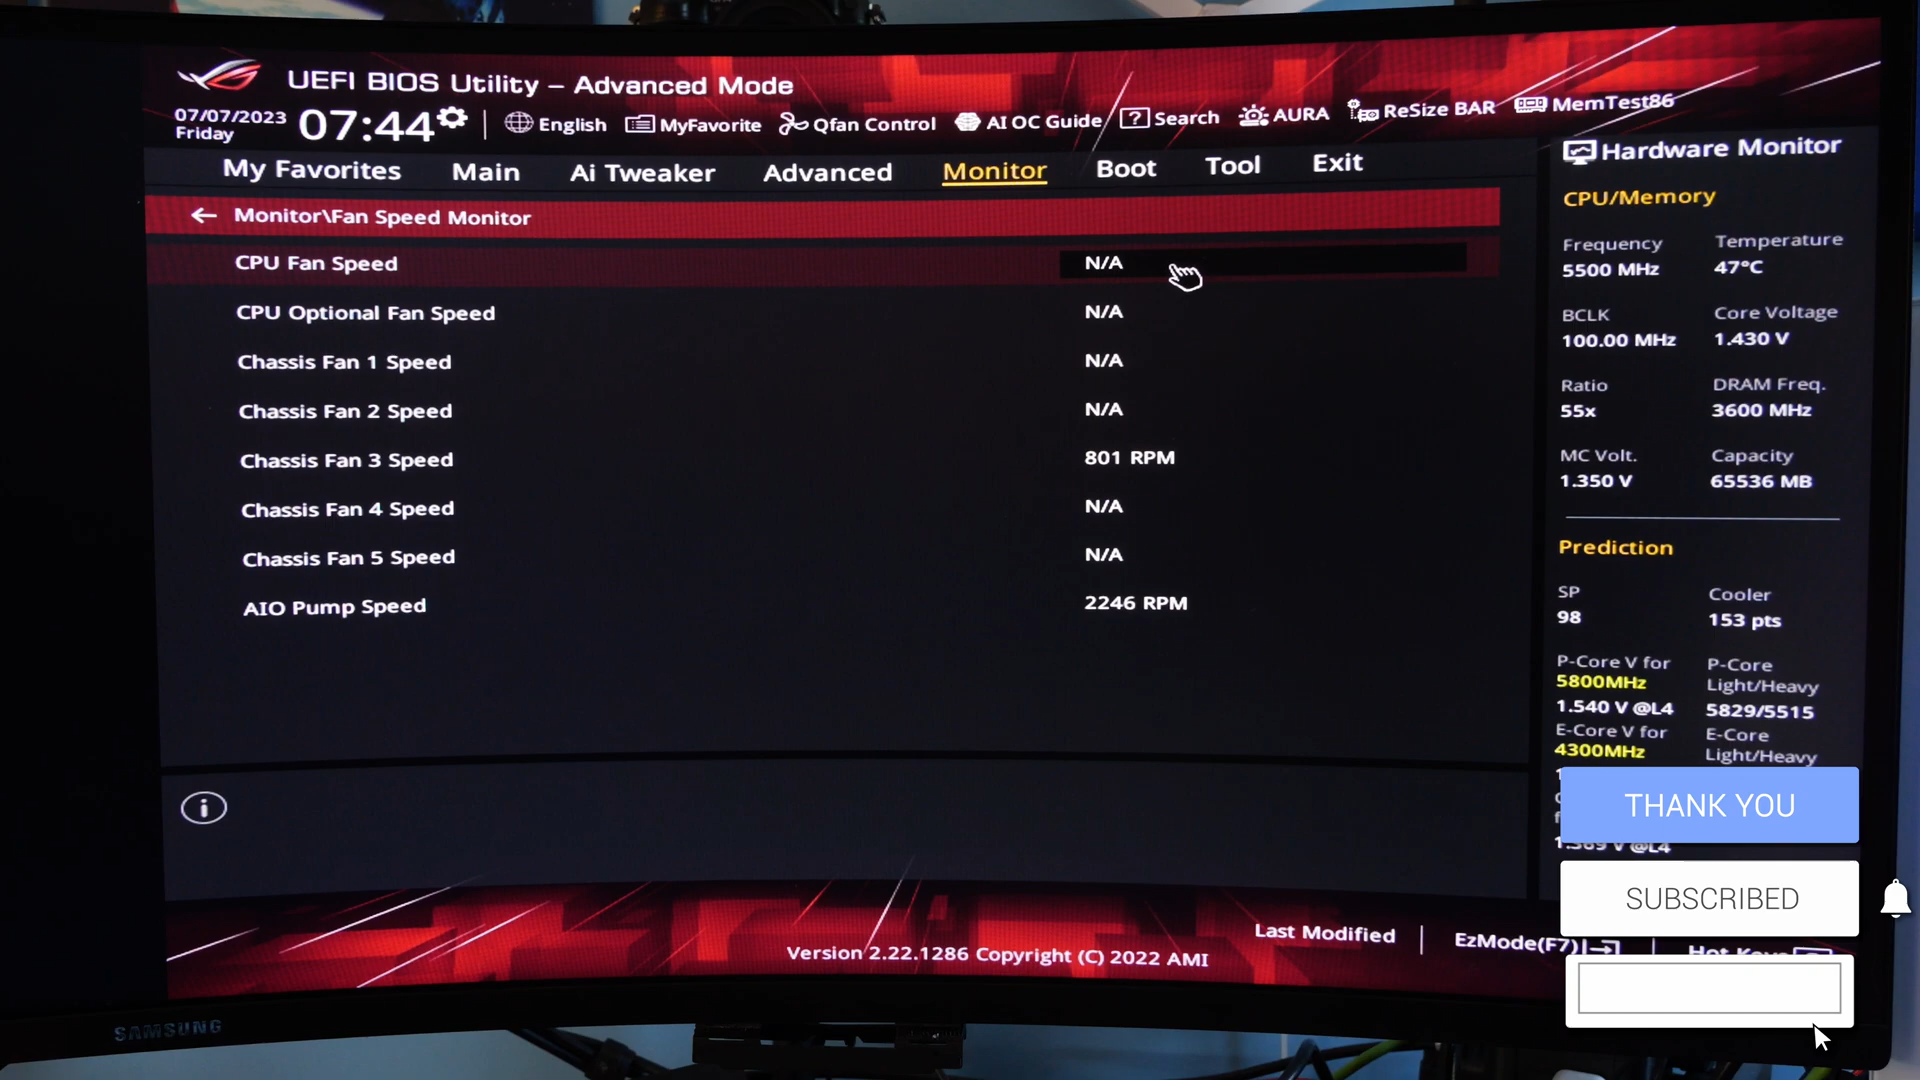 UEFI BIOS Utility – Advanced Mode
07/07/2023
Friday
07:44
English
MyFavorite
Qfan Control
AI OC Guide
Search
AURA
ReSize BAR
MemTest86
My Favorites
Main
Ai Tweaker
Advanced
Monitor
Boot
Tool
Exit
Monitor\Fan Speed Monitor
CPU Fan Speed N/A
CPU Optional Fan Speed N/A
Chassis Fan 1 Speed N/A
Chassis Fan 2 Speed N/A
Chassis Fan 3 Speed 801 RPM
Chassis Fan 4 Speed N/A
Chassis Fan 5 Speed N/A
AIO Pump Speed 2246 RPM
Hardware Monitor
CPU/Memory
Frequency Temperature
5500 MHz 47°C
BCLK Core Voltage
100.00 MHz 1.430 V
Ratio DRAM Freq.
55x 3600 MHz
MC Volt. Capacity
1.350 V 65536 MB
Prediction
SP Cooler
98 153 pts
P-Core V for P-Core
5800MHz Light/Heavy
1.540 V @L4 5829/5515
E-Core V for E-Core
4300MHz Light/Heavy
THANK YOU
1.369 V @L4
SUBSCRIBED
Last Modified
EzMode(F7)
Hot Keys
Version 2.22.1286 Copyright (C) 2022 AMI
SAMSUNG